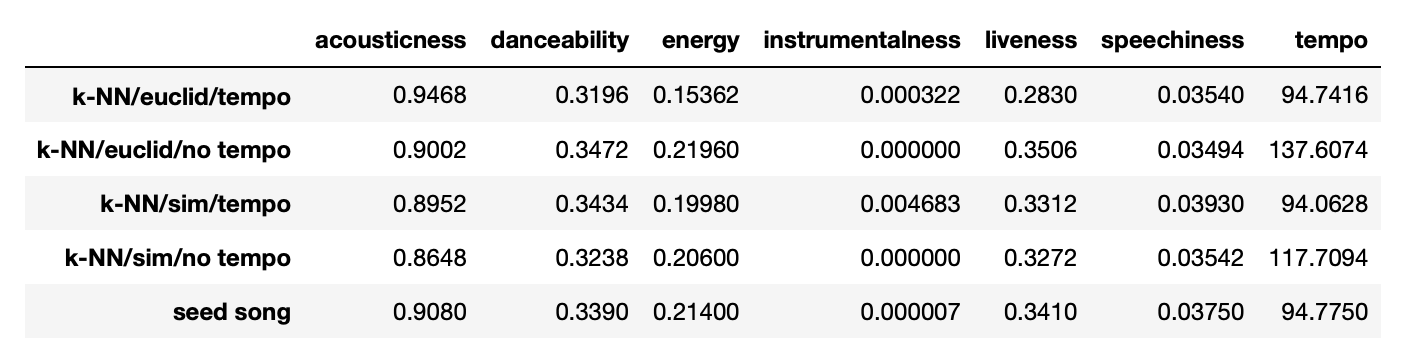 acousticness danceability energy instrumentalness liveness speechiness tempo
k-NN/euclid/tempo 0.9468 0.3196 0.15362 0.000322 0.2830 0.03540 94.7416
k-NN/euclid/no tempo 0.9002 0.3472 0.21960 0.000000 0.3506 0.03494 137.6074
k-NN/sim/tempo 0.8952 0.3434 0.19980 0.004683 0.3312 0.03930 94.0628
k-NN/sim/no tempo 0.8648 0.3238 0.20600 0.000000 0.3272 0.03542 117.7094
seed song 0.9080 0.3390 0.21400 0.000007 0.3410 0.03750 94.7750